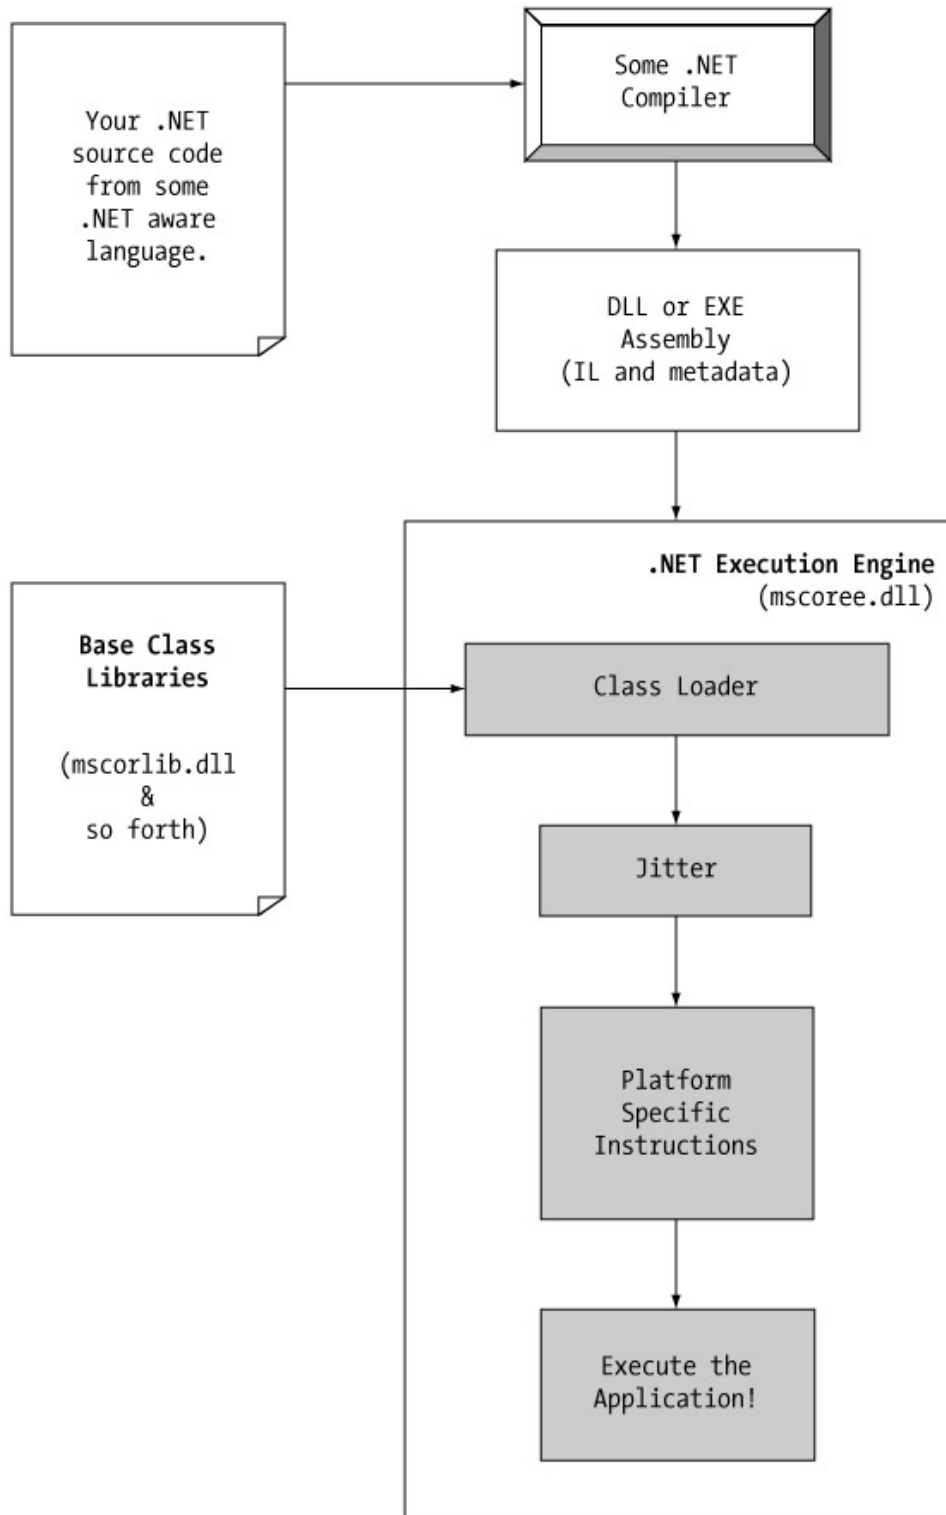 Your .NET
source code
from some
.NET aware
language.
Some .NET
Compiler
DLL or EXE
Assembly
(IL and metadata)
.NET Execution Engine
(mscoree.dll)
Base Class
Libraries
(mscorlib.dll
&
so forth)
Class Loader
Jitter
Platform
Specific
Instructions
Execute the
Application!